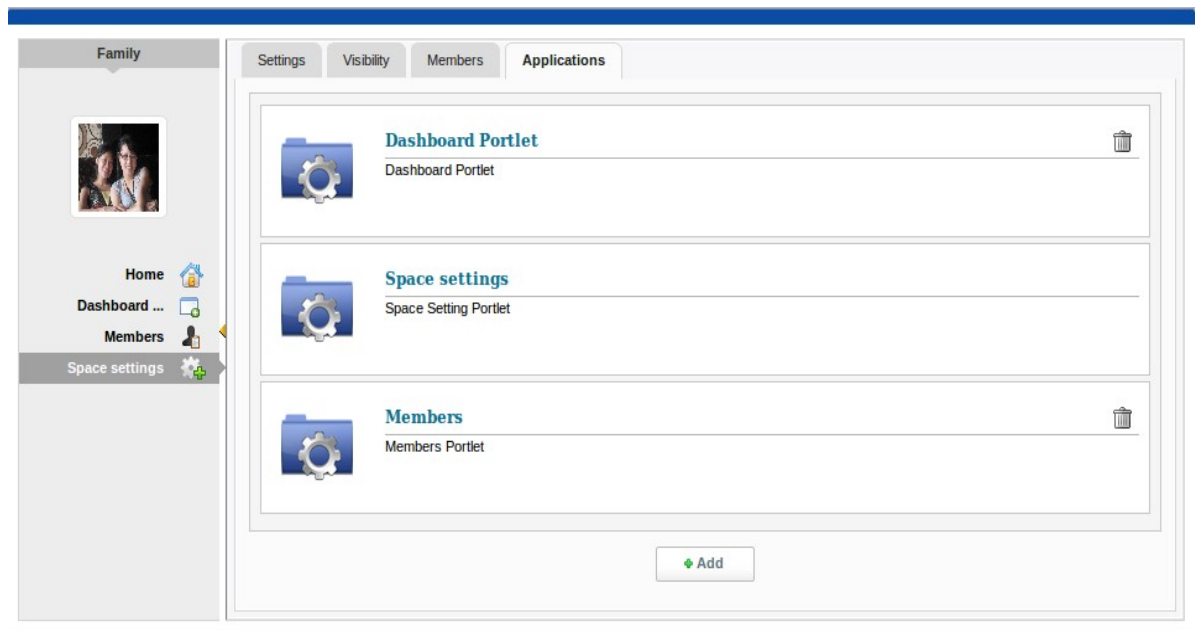 Family
Settings
Visibility
Members
Applications
Home
Dashboard ...
Members
Space settings
Dashboard Portlet
Dashboard Portlet
Space settings
Space Setting Portlet
Members
Members Portlet
Add